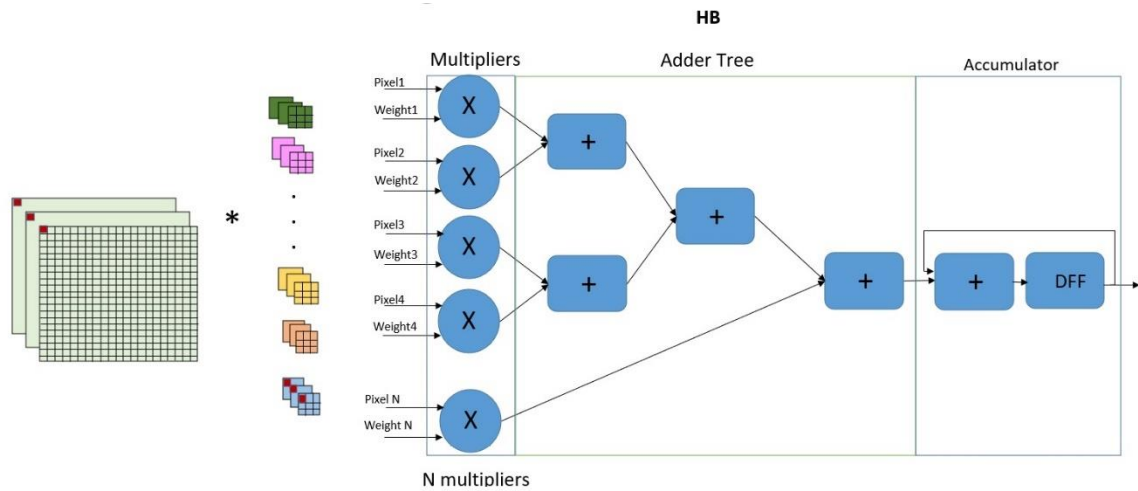 HB
Multipliers
Adder Tree
Accumulator
Pixel1
X
Weight1
+
Pixel2
X
Weight2
+
*
.
.
.
Pixel3
X
Weight3
+
+
+
DFF
Pixel4
X
Weight4
Pixel N
X
Weight N
N multipliers